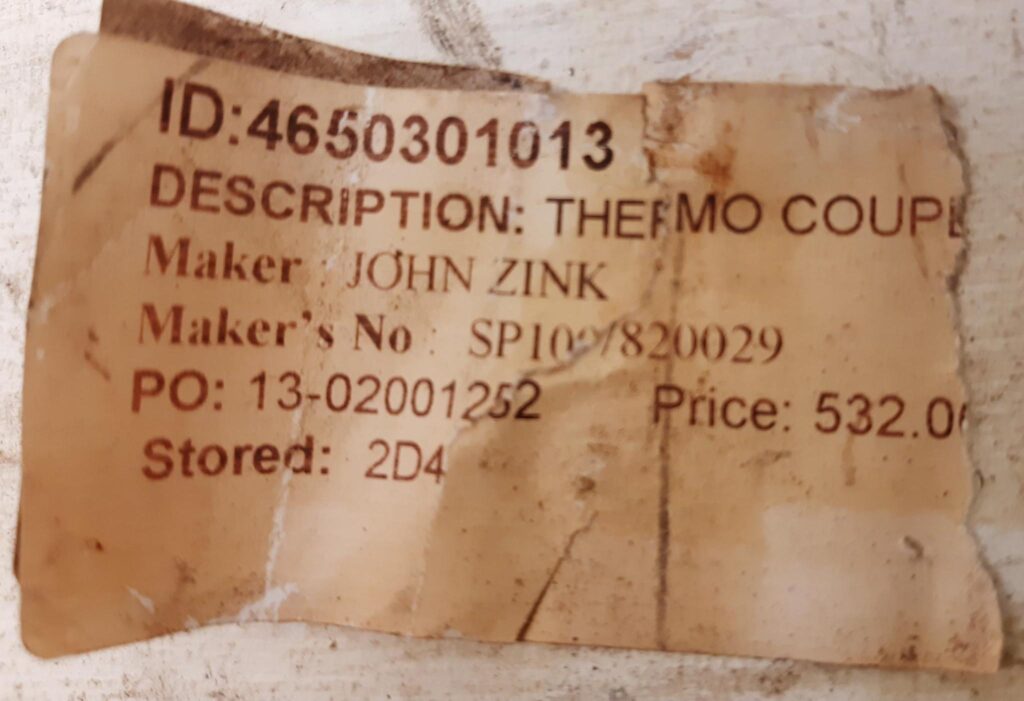 ID:4650301013
DESCRIPTION: THERMO COUPL
Maker : JOHN ZINK
Maker's No :
PO: 13-02001252 Price: 532.0
Stored: 2D4